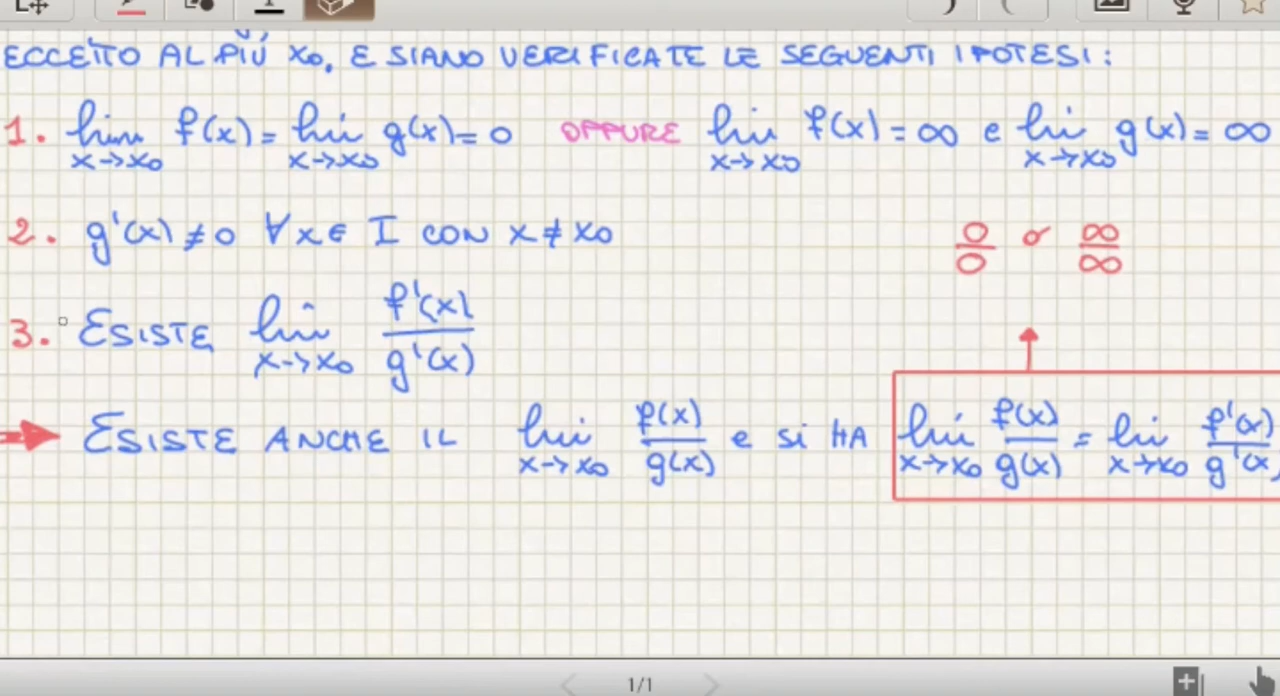 ECCETTO AL PIÙ x₀, E SIANO VERIFICATE LE SEGUENTI IPOTESI:
1. lim x→x₀ f(x) = lim x→x₀ g(x) = 0 OPPURE lim x→x₀ f(x) = ∞ e lim x→x₀ g(x) = ∞
2. g'(x) ≠ 0 ∀x∈ I CON x ≠ x₀
0/0 o ∞/∞
3. ESISTE lim x→x₀ f'(x)/g'(x)
ESISTE ANCHE IL lim x→x₀ f(x)/g(x) e SI HA lim x→x₀ f(x)/g(x) = lim x→x₀ f'(x)/g'(x)
1/1